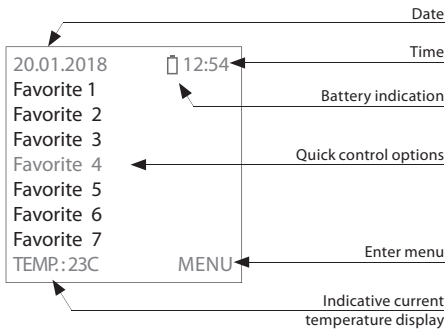 Date
Time
20.01.2018 12:54
Battery indication
Favorite 1
Favorite 2
Favorite 3
Quick control options
Favorite 4
Favorite 5
Favorite 6
Favorite 7
Enter menu
TEMP.: 23C MENU
Indicative current
temperature display